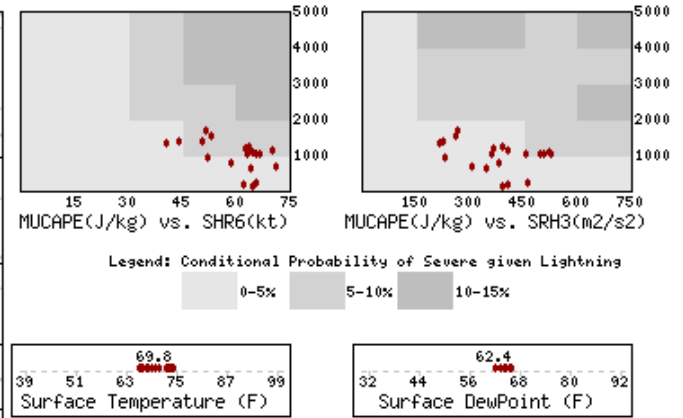 5000 5000
4000 4000
3000 3000
2000 2000
1000 1000
15 30 45 60 75 150 300 450 600 750
MUCAPE(J/kg) vs. SHR6(kt) MUCAPE(J/kg) vs. SRH3(m2/s2)
Legend: Conditional Probability of Severe given Lightning
0-5% 5-10% 10-15%
69.8 62.4
39 51 63 75 87 99 32 44 56 68 80 92
Surface Temperature (F) Surface DewPoint (F)